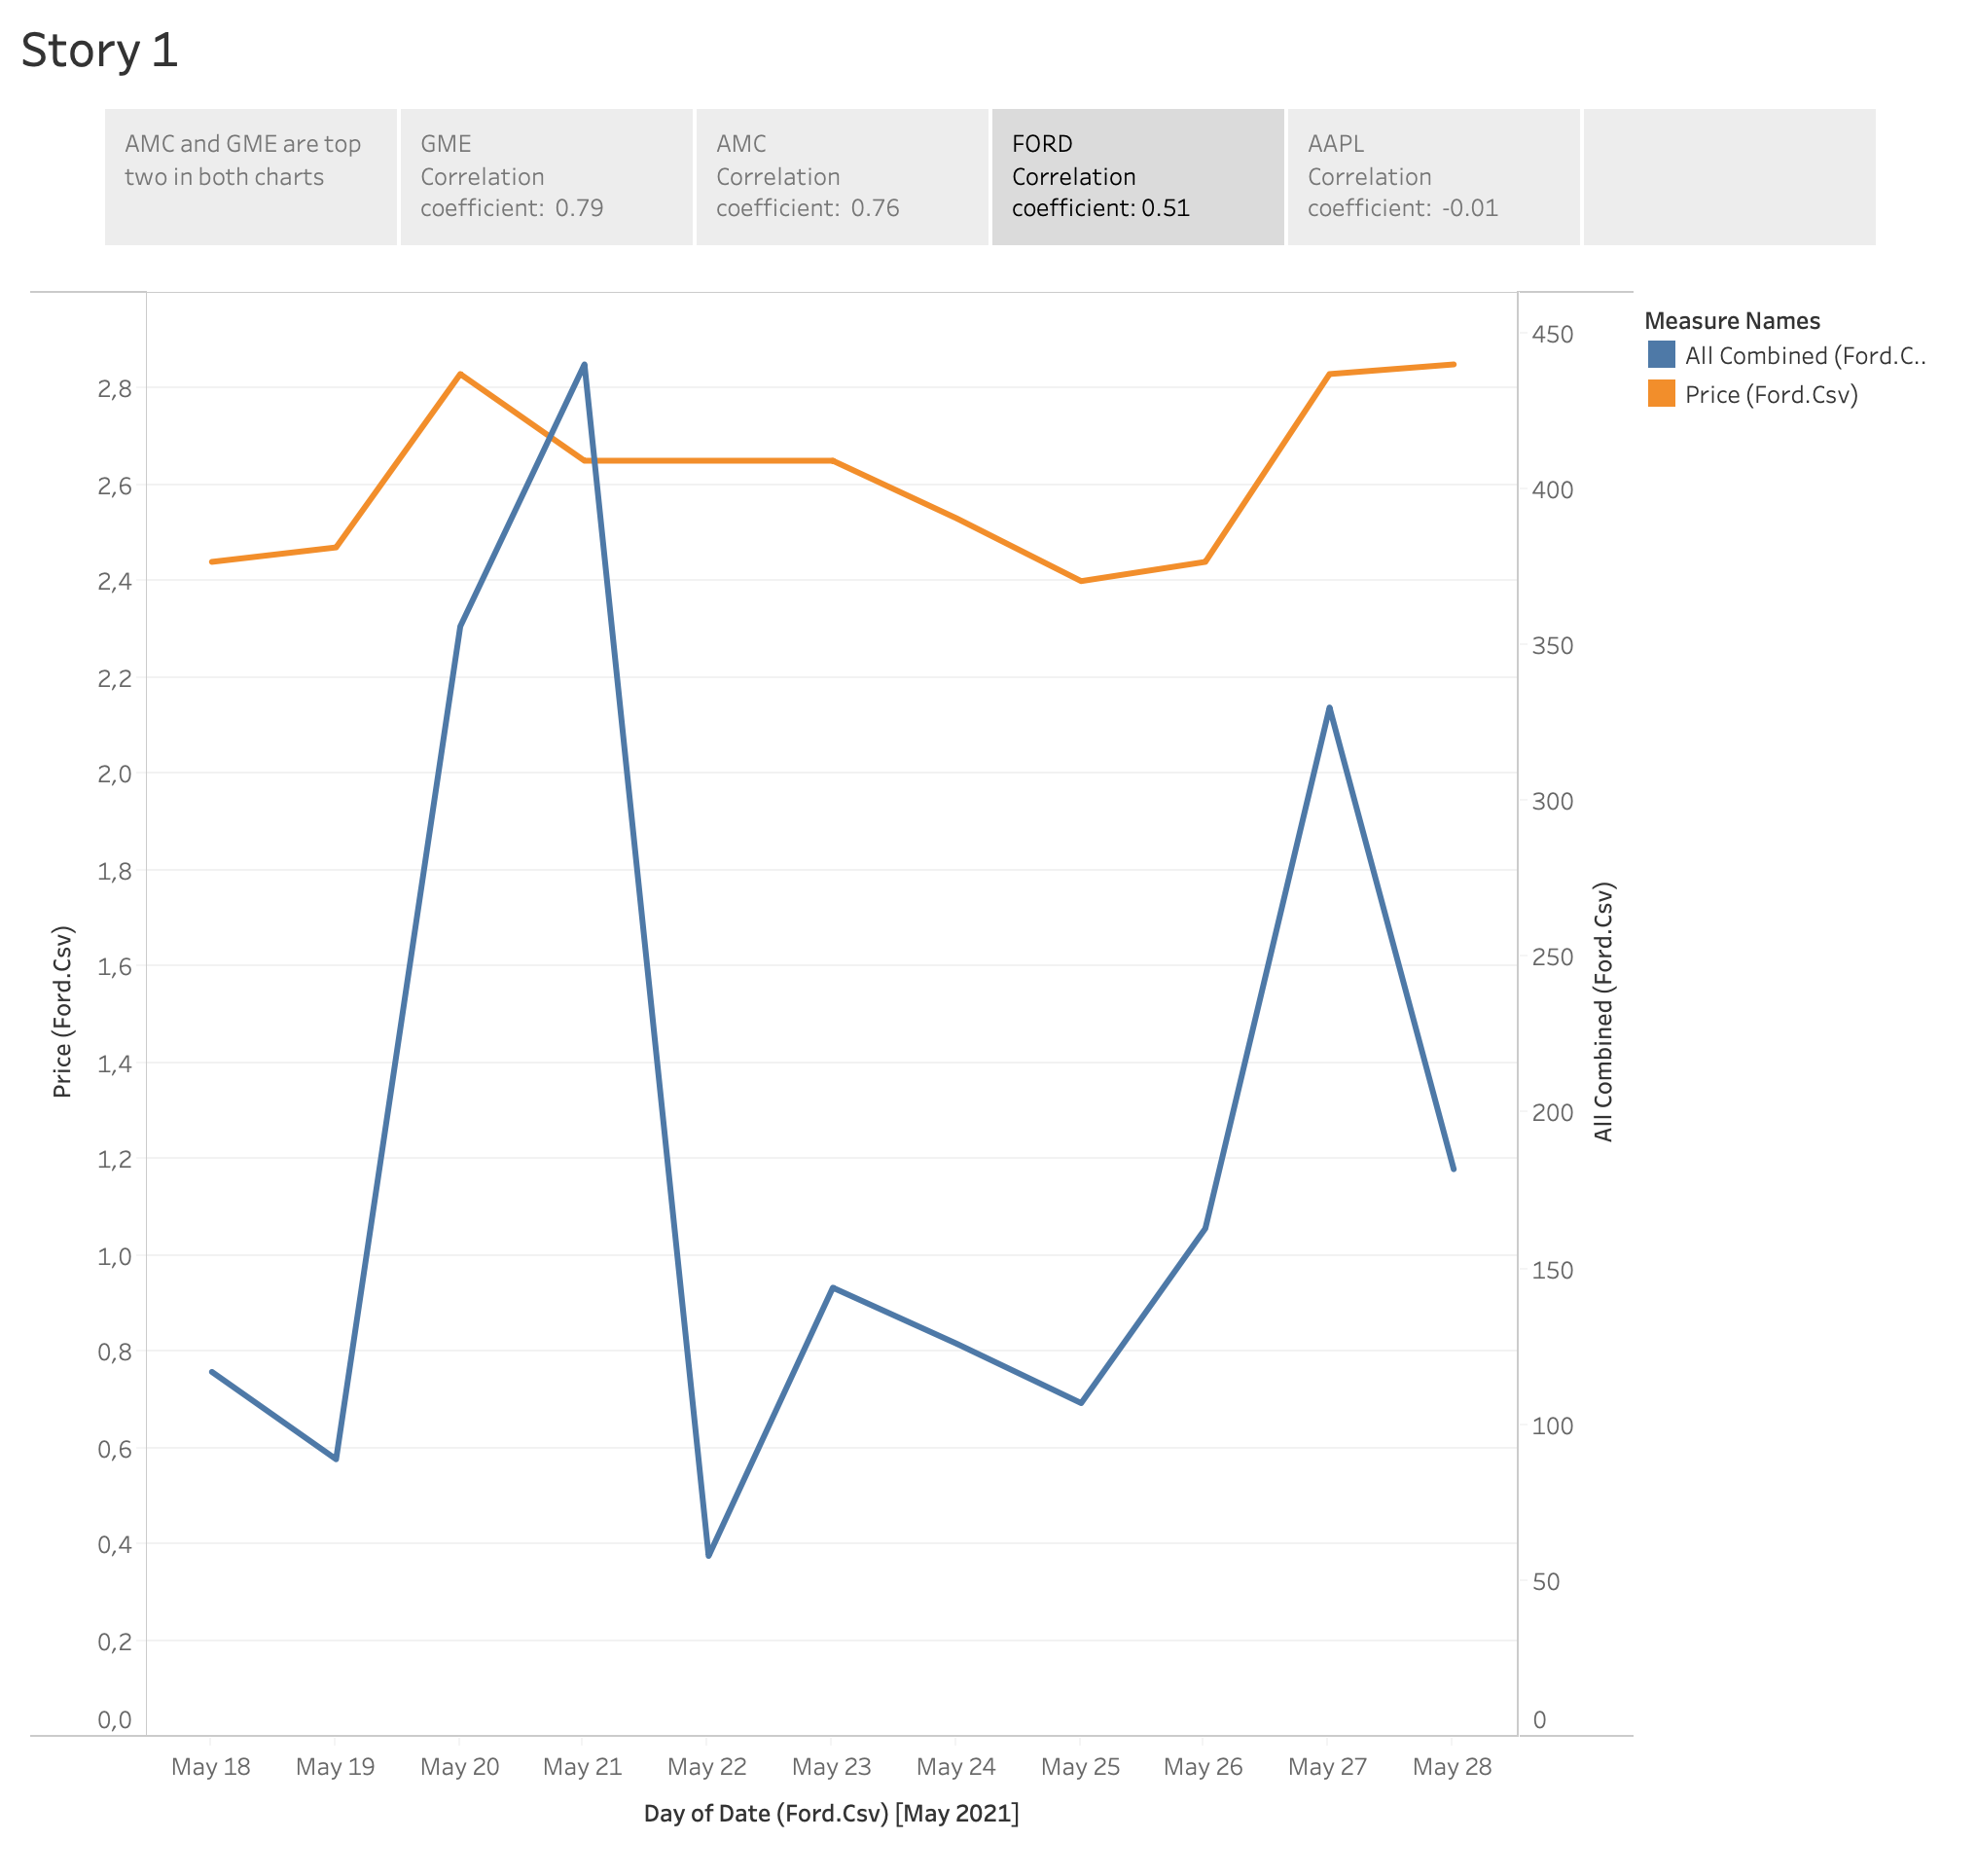 Story 1
AMC and GME are top
two in both charts
GME
Correlation
coefficient:  0.79
AMC
Correlation
coefficient:  0.76
FORD
Correlation
coefficient: 0.51
AAPL
Correlation
coefficient:  -0.01
Measure Names
All Combined (Ford.C..
Price (Ford.Csv)
Price (Ford.Csv)
2,8
2,6
2,4
2,2
2,0
1,8
1,6
1,4
1,2
1,0
0,8
0,6
0,4
0,2
0,0
450
400
350
300
250
200
150
100
50
0
All Combined (Ford.Csv)
May 18
May 19
May 20
May 21
May 22
May 23
May 24
May 25
May 26
May 27
May 28
Day of Date (Ford.Csv) [May 2021]